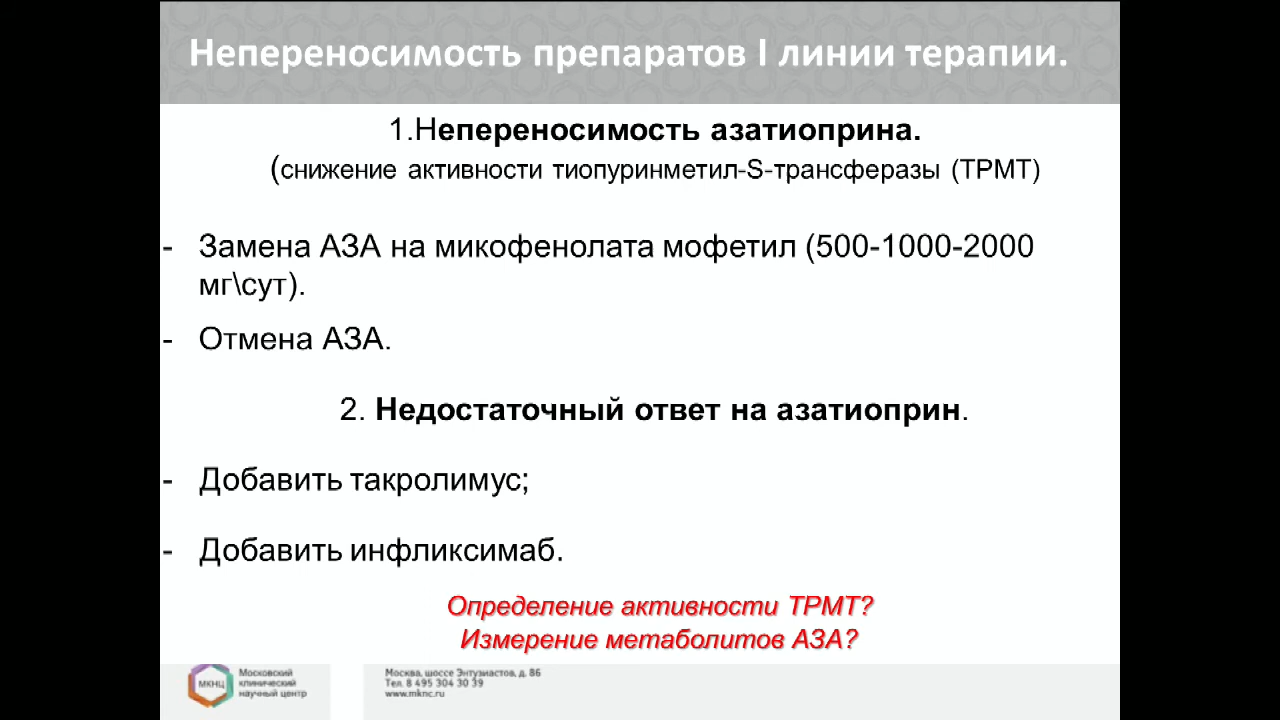 Непереносимость препаратов I линии терапии.
1.Непереносимость азатиоприна.
(снижение активности тиопуринметил-S-трансферазы (ТРМТ)
- Замена АЗА на микофенолата мофетил (500-1000-2000
мг\сут).
- Отмена АЗА.
2. Недостаточный ответ на азатиоприн.
- Добавить такролимус;
- Добавить инфликсимаб.
Определение активности ТРМТ?
Измерение метаболитов АЗА?
МКНЦ
Московский
клинический
научный центр
Москва, шоссе Энтузиастов, д. 86
Тел. 8 495 304 30 39
www.mknc.ru